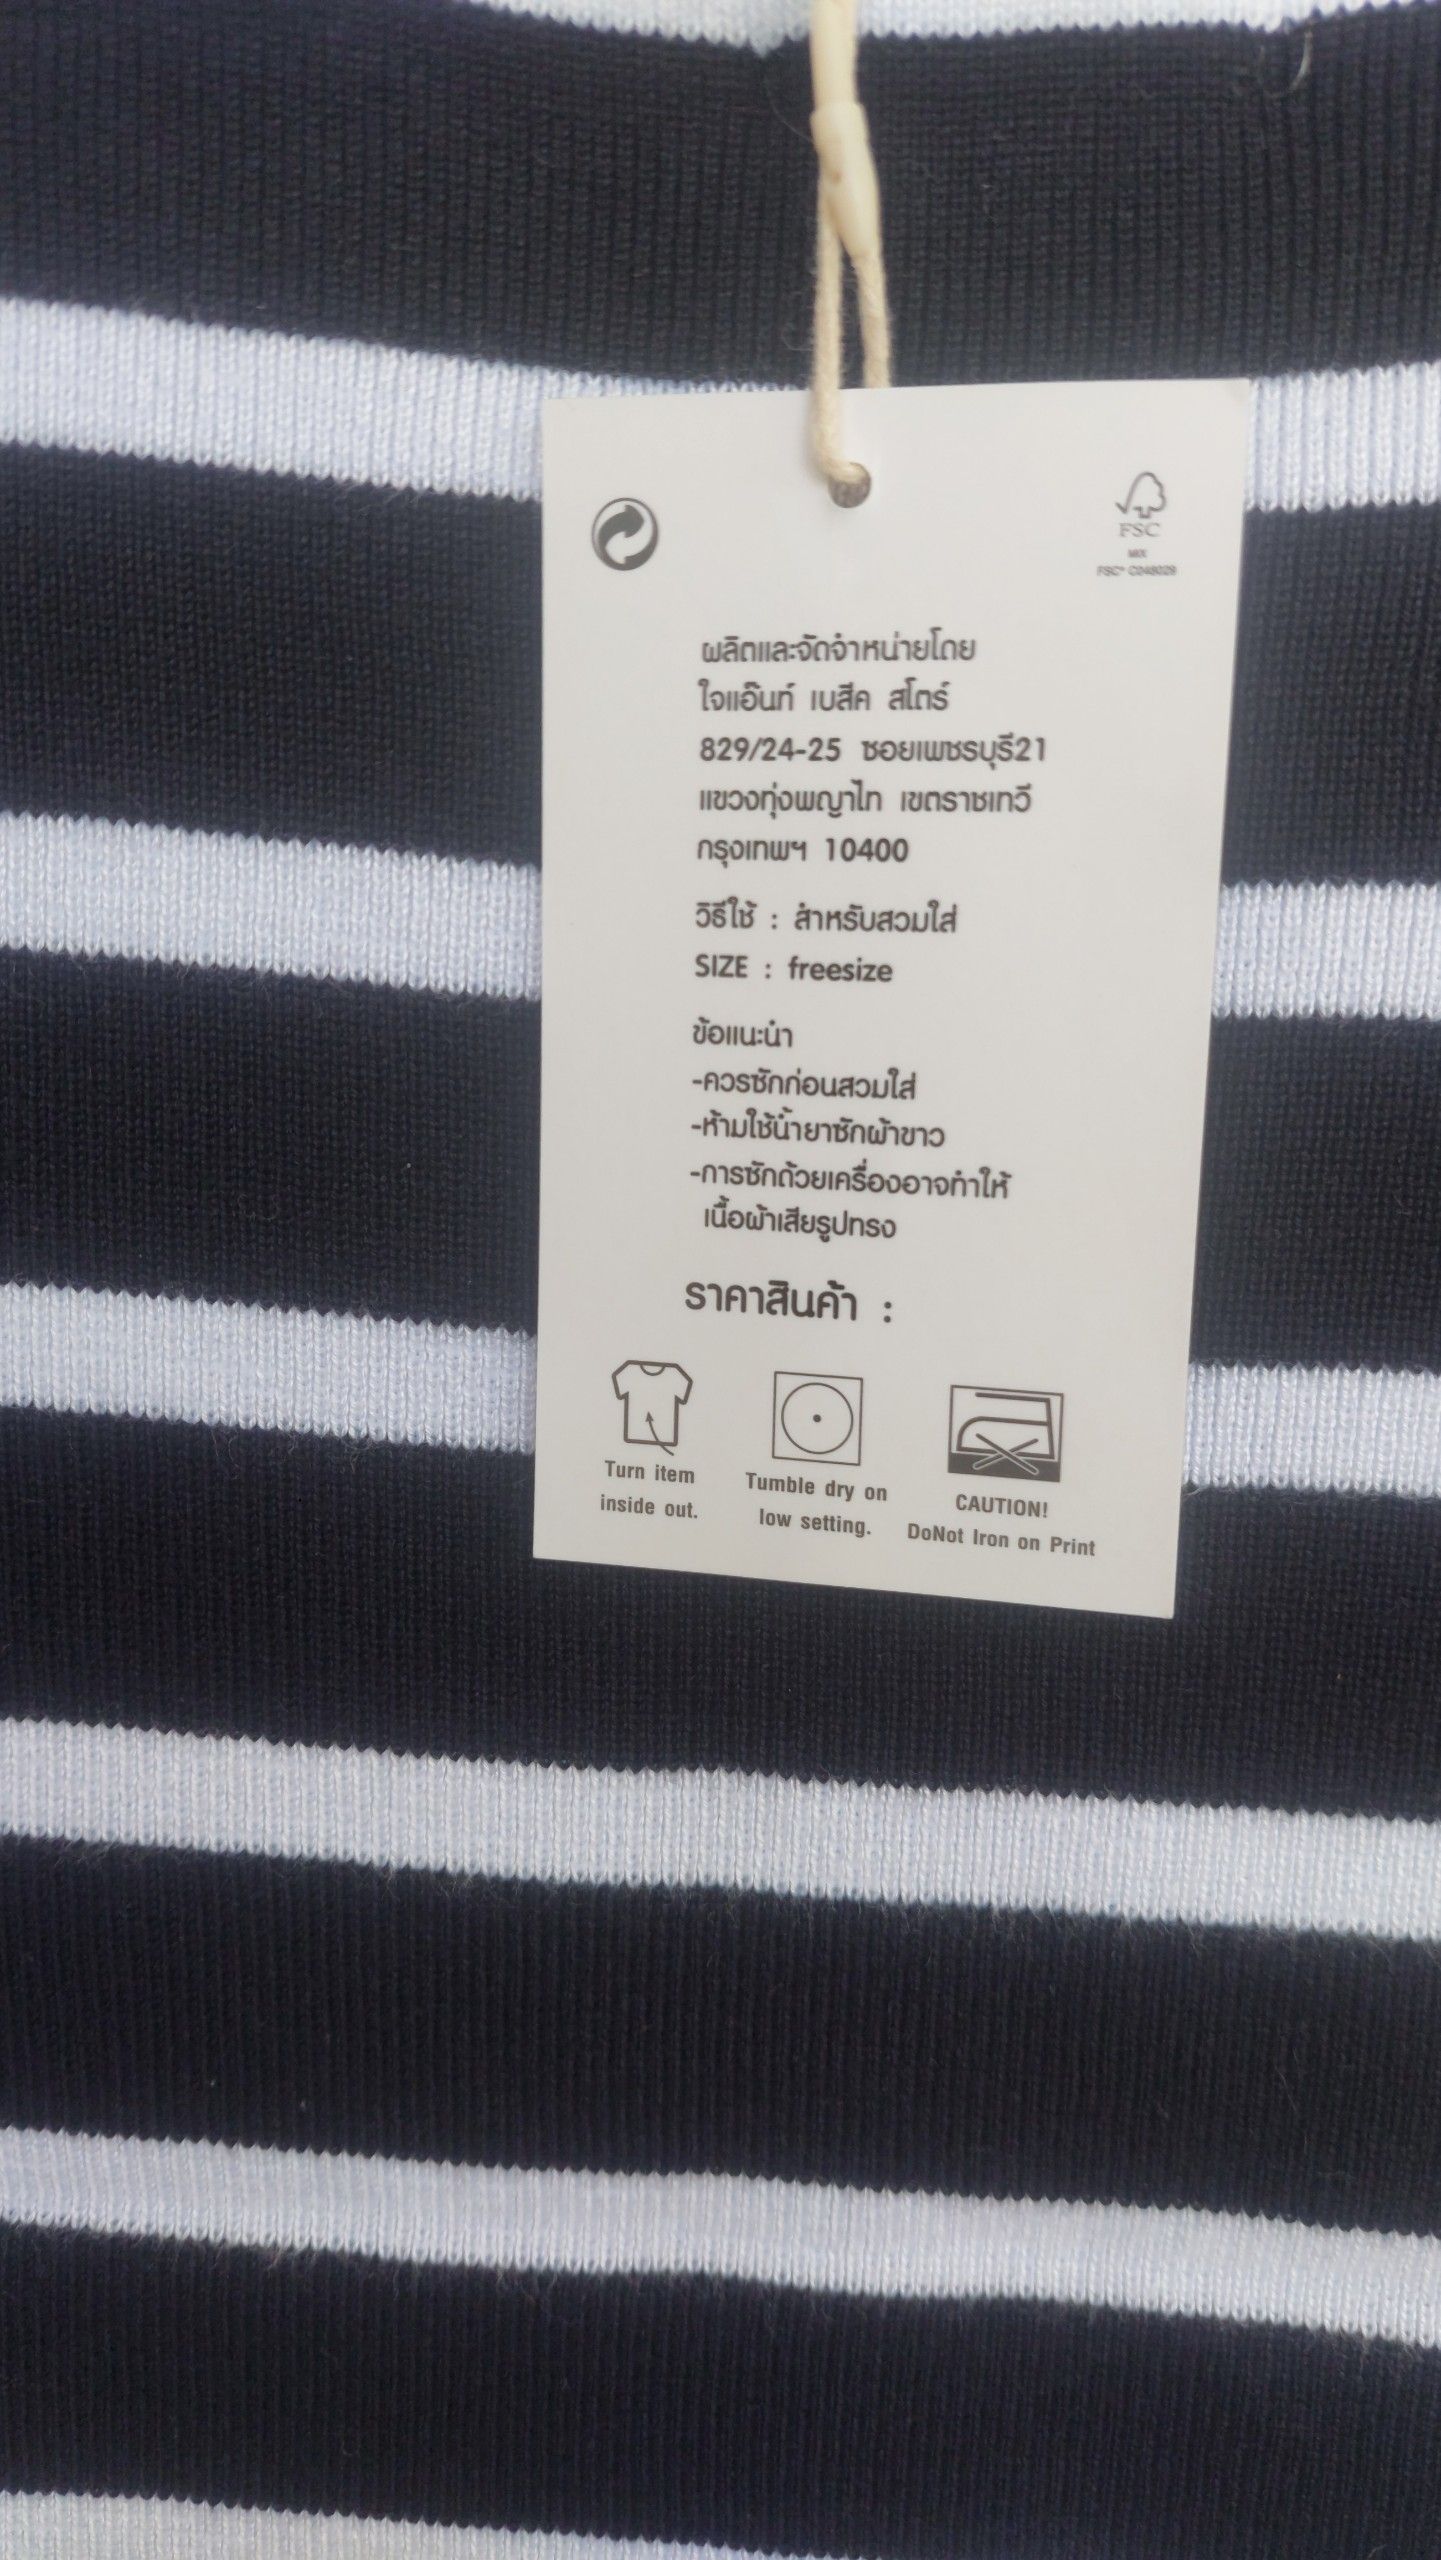 FSC
MIX
FSC® C048029
ผลิตและจัดจำหน่ายโดย
ใจแอ๊นท์ เบสิค สโตร์
829/24-25 ซอยเพชรบุรี21
แขวงทุ่งพญาไท เขตราชเทวี
กรุงเทพฯ 10400
วิธีใช้ : สำหรับสวมใส่
SIZE : freesize
ข้อแนะนำ
-ควรซักก่อนสวมใส่
-ห้ามใช้น้ำยาซักผ้าขาว
-การซักด้วยเครื่องอาจทำให้
เนื้อผ้าเสียรูปทรง
ราคาสินค้า :
Turn item
inside out.
Tumble dry on
low setting.
CAUTION!
DoNot Iron on Print